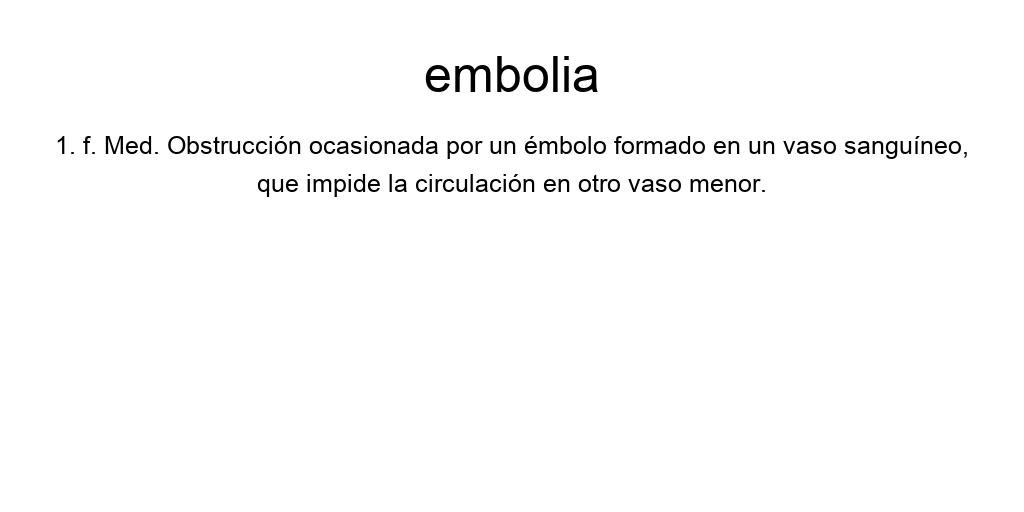 embolia
1. f. Med. Obstrucción ocasionada por un émbolo formado en un vaso sanguíneo,
que impide la circulación en otro vaso menor.